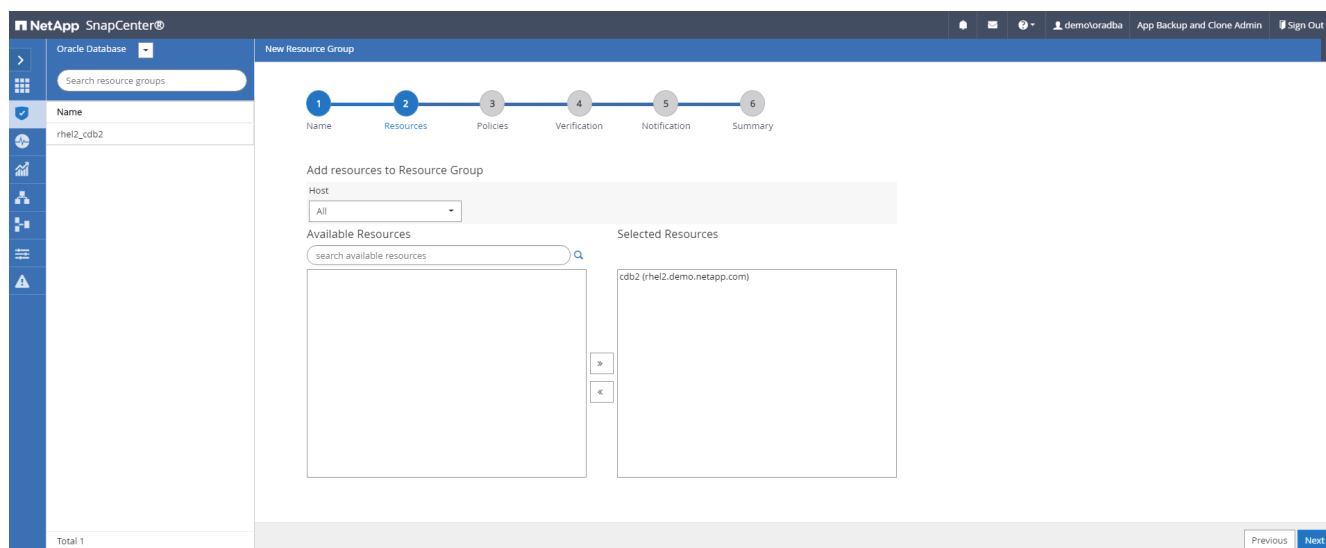 NetApp SnapCenter®
demo\oradba App Backup and Clone Admin Sign Out
Oracle Database
New Resource Group
Search resource groups
Name
rhel2_cdb2
Total 1
1 2 3 4 5 6
Name Resources Policies Verification Notification Summary
Add resources to Resource Group
Host
All
Available Resources
search available resources
Selected Resources
cdb2 (rhel2.demo.netapp.com)
Previous Next